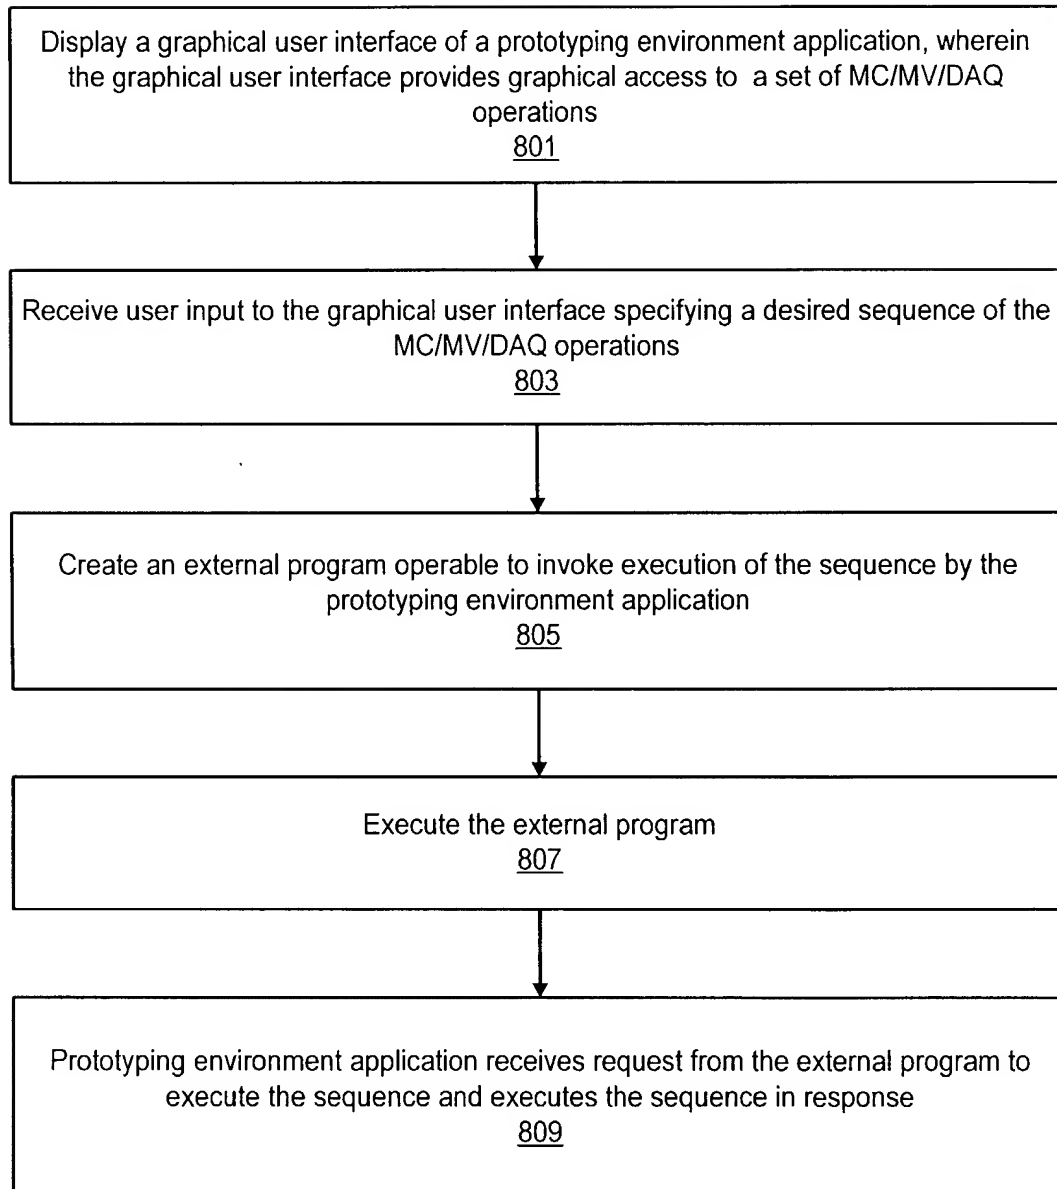 Display a graphical user interface of a prototyping environment application, wherein
the graphical user interface provides graphical access to a set of MC/MV/DAQ
operations
801
Receive user input to the graphical user interface specifying a desired sequence of the
MC/MV/DAQ operations
803
Create an external program operable to invoke execution of the sequence by the
prototyping environment application
805
Execute the external program
807
Prototyping environment application receives request from the external program to
execute the sequence and executes the sequence in response
809